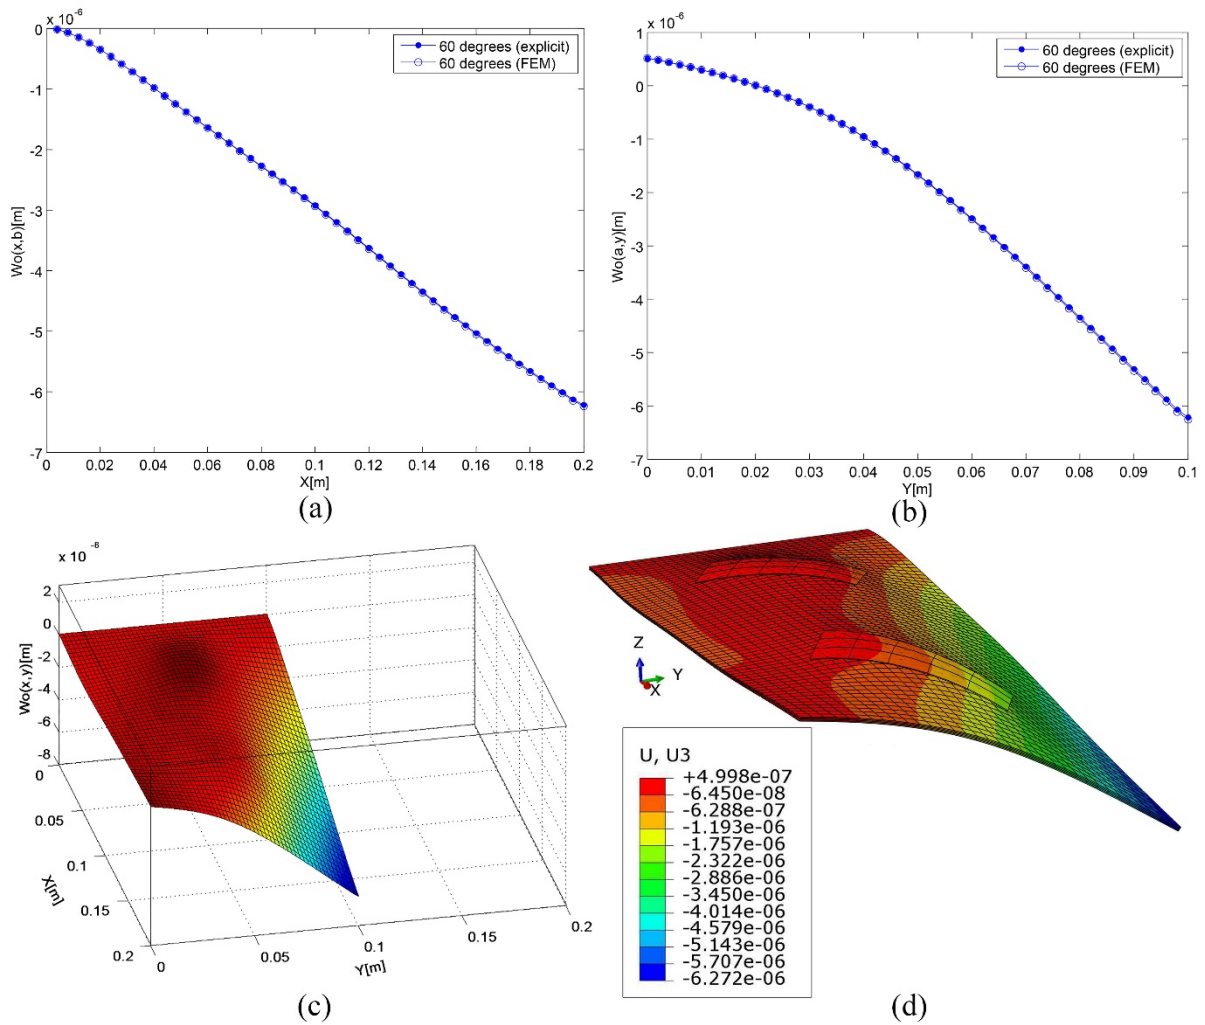 x 10^-6
0
-1
-2
-3
-4
-5
-6
-7
Wo(x,b)[m]
0 0.02 0.04 0.06 0.08 0.1 0.12 0.14 0.16 0.18 0.2
X[m]
60 degrees (explicit)
60 degrees (FEM)
(a)
x 10^-6
1
0
-1
-2
-3
-4
-5
-6
-7
Wo(a,y)[m]
0 0.01 0.02 0.03 0.04 0.05 0.06 0.07 0.08 0.09 0.1
Y[m]
60 degrees (explicit)
60 degrees (FEM)
(b)
x 10^-6
2
0
-2
-4
-6
-8
Wo(x,y)[m]
0
0.05
0.1
0.15
0.2
X[m]
0
0.05
0.1
0.15
0.2
Y[m]
(c)
Z
Y
X
U, U3
+4.998e-07
-6.450e-08
-6.288e-07
-1.193e-06
-1.757e-06
-2.322e-06
-2.886e-06
-3.450e-06
-4.014e-06
-4.579e-06
-5.143e-06
-5.707e-06
-6.272e-06
(d)